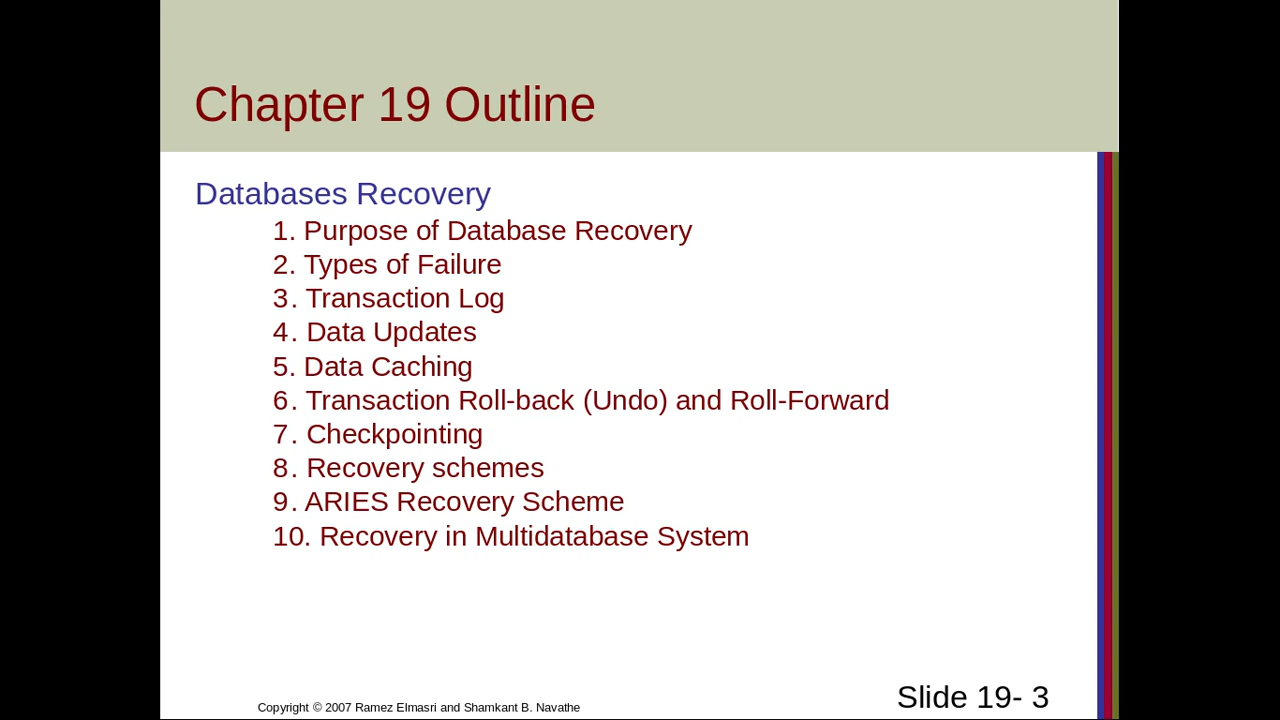 Chapter 19 Outline
Databases Recovery
1. Purpose of Database Recovery
2. Types of Failure
3. Transaction Log
4. Data Updates
5. Data Caching
6. Transaction Roll-back (Undo) and Roll-Forward
7. Checkpointing
8. Recovery schemes
9. ARIES Recovery Scheme
10. Recovery in Multidatabase System
Copyright © 2007 Ramez Elmasri and Shamkant B. Navathe
Slide 19- 3